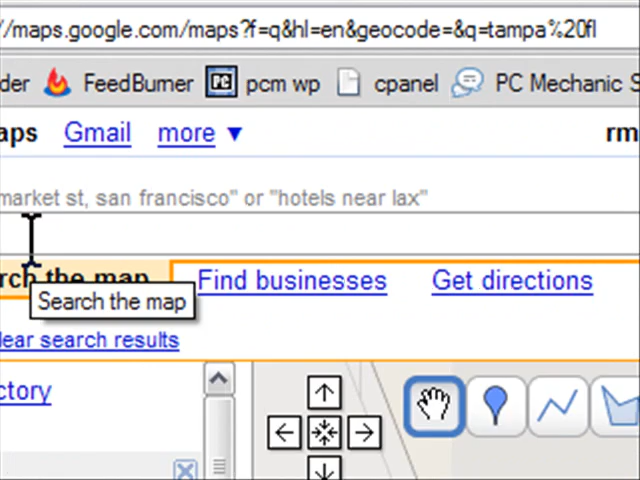 //maps.google.com/maps?f=q&hl=en&geocode=&q=tampa%20fl
der FeedBurner pcm wp cpanel PC Mechanic S
aps Gmail more ▼ rm
market st, san francisco" or "hotels near lax"
rch the map Find businesses Get directions
Search the map
lear search results
ctory